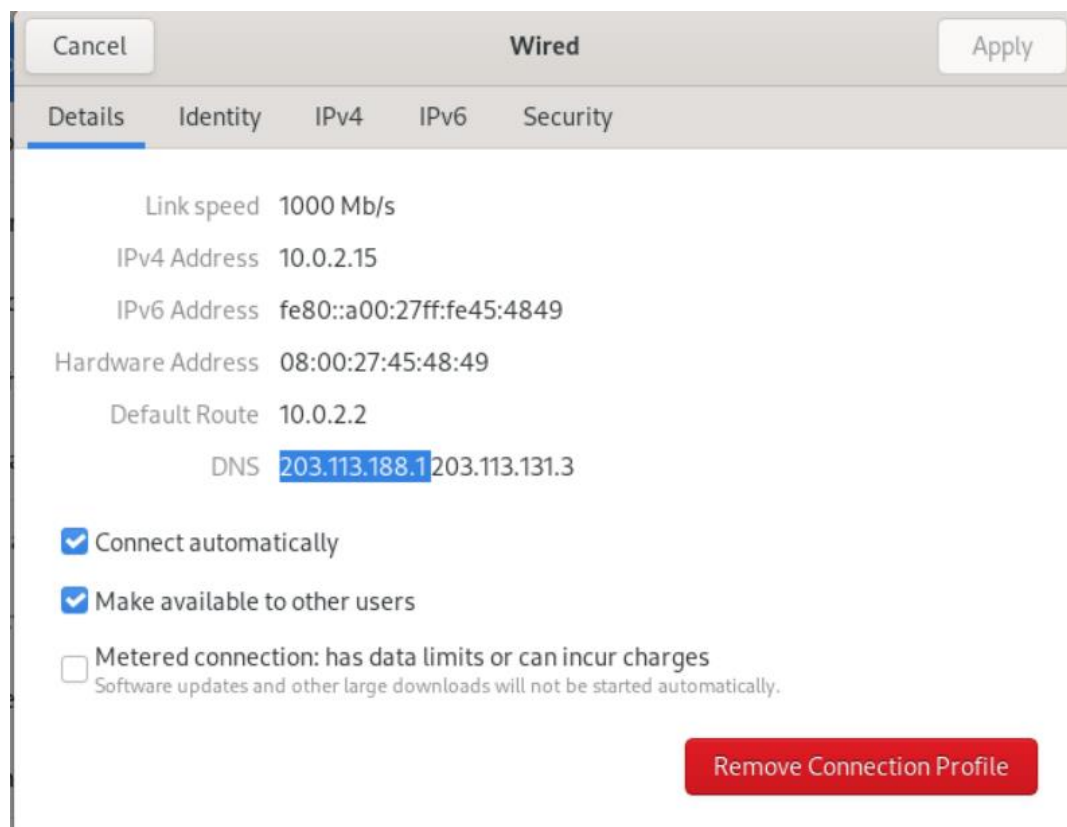 Cancel Wired Apply
Details Identity IPv4 IPv6 Security
Link speed 1000 Mb/s
IPv4 Address 10.0.2.15
IPv6 Address fe80::a00:27ff:fe45:4849
Hardware Address 08:00:27:45:48:49
Default Route 10.0.2.2
DNS 203.113.188.1 203.113.131.3
Connect automatically
Make available to other users
Metered connection: has data limits or can incur charges
Software updates and other large downloads will not be started automatically.
Remove Connection Profile